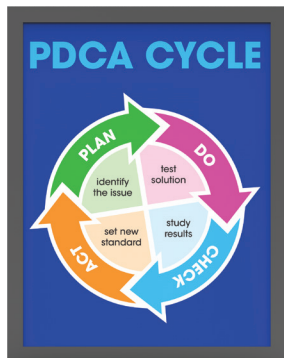 PDCA CYCLE
PLAN
DO
identify
the issue
test
solution
set new
standard
study
results
ACT
CHECK